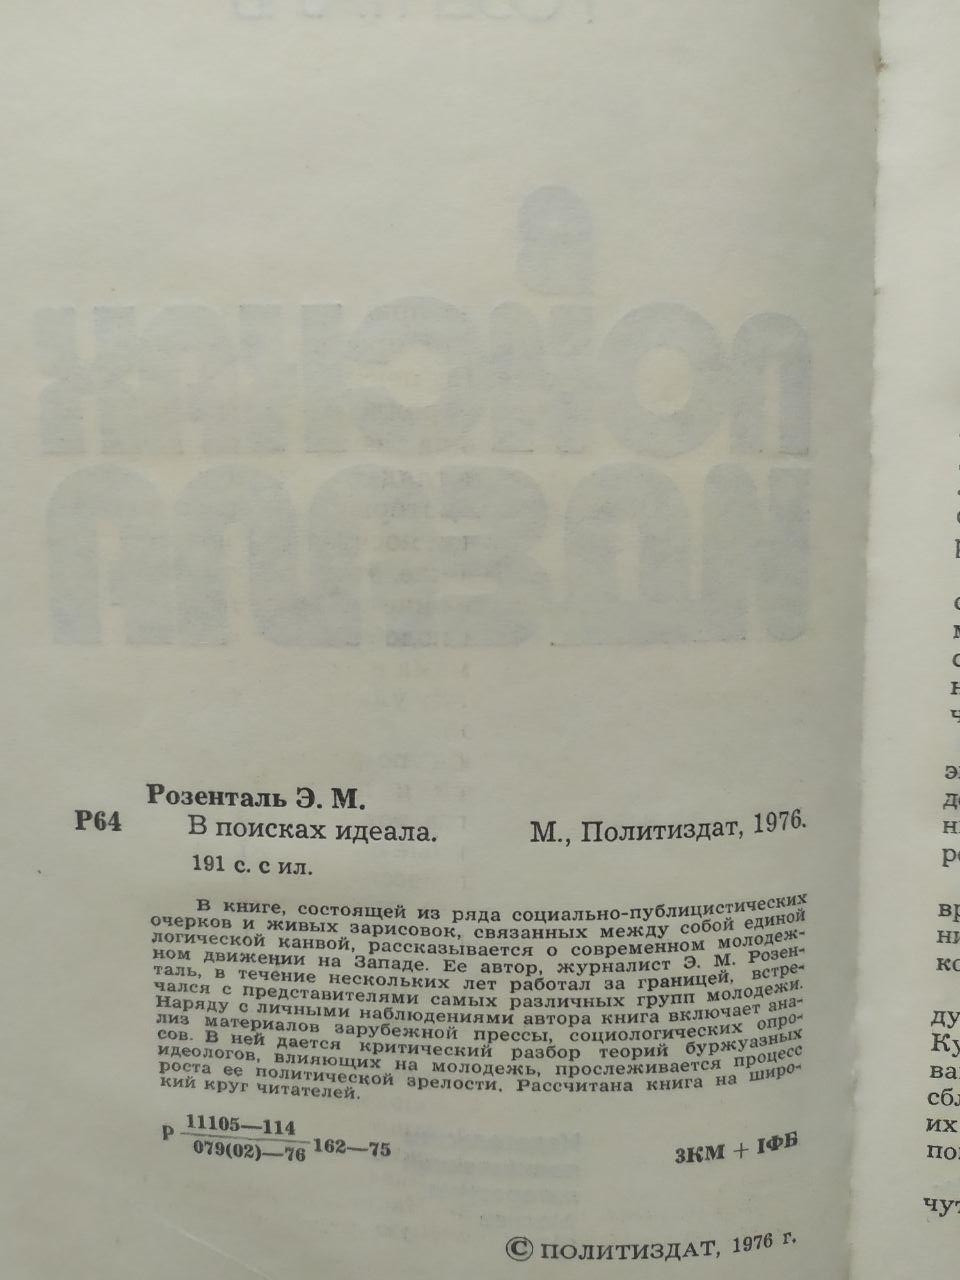 Розенталь Э. М.
Р64 В поисках идеала. М., Политиздат, 1976.
191 с. с ил.
В книге, состоящей из ряда социально-публицистических
очерков и живых зарисовок, связанных между собой единой
логической канвой, рассказывается о современном молодеж-
ном движении на Западе. Ее автор, журналист Э. М. Розен-
таль, в течение нескольких лет работал за границей, встре-
чался с представителями самых различных групп молодежи.
Наряду с личными наблюдениями автора книга включает ана-
лиз материалов зарубежной прессы, социологических опро-
сов. В ней дается критический разбор теорий буржуазных
идеологов, влияющих на молодежь, прослеживается процесс
роста ее политической зрелости. Рассчитана книга на широ-
кий круг читателей.
Р 11105—114
079(02)—76 162—75
3КМ + 1ФБ
© ПОЛИТИЗДАТ, 1976 г.